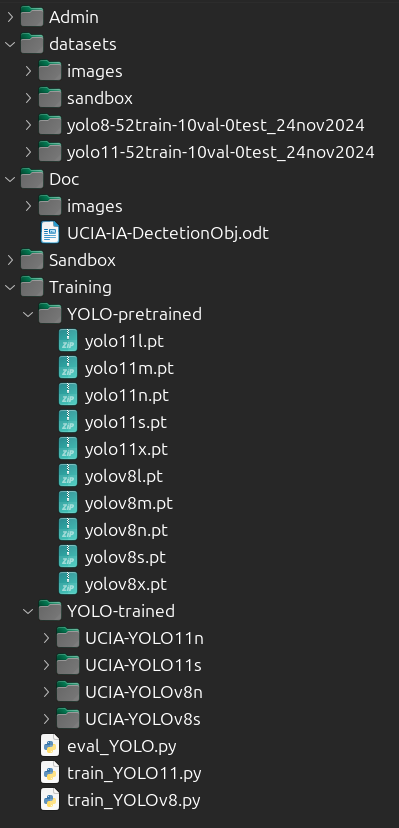 Admin
datasets
images
sandbox
yolo8-52train-10val-0test_24nov2024
yolo11-52train-10val-0test_24nov2024
Doc
images
UCIA-IA-DectetionObj.odt
Sandbox
Training
YOLO-pretrained
yolo11l.pt
yolo11m.pt
yolo11n.pt
yolo11s.pt
yolo11x.pt
yolov8l.pt
yolov8m.pt
yolov8n.pt
yolov8s.pt
yolov8x.pt
YOLO-trained
UCIA-YOLO11n
UCIA-YOLO11s
UCIA-YOLOv8n
UCIA-YOLOv8s
eval_YOLO.py
train_YOLO11.py
train_YOLOv8.py